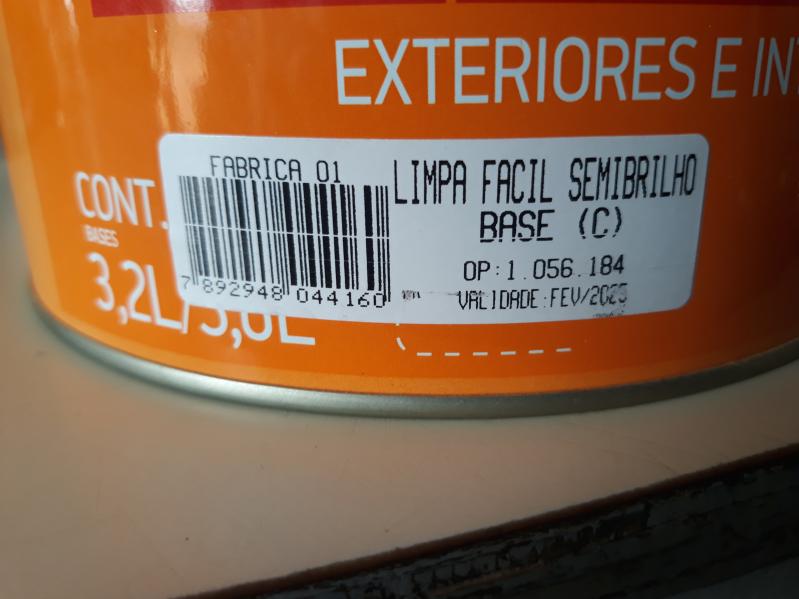 EXTERIORES E INT
FABRICA 01
LIMPA FACIL SEMIBRILHO
BASE (C)
OP:1.056.184
VALIDADE:FEV/2025
7 892948 044160
CONT.
BASES
3,2L/3,6L